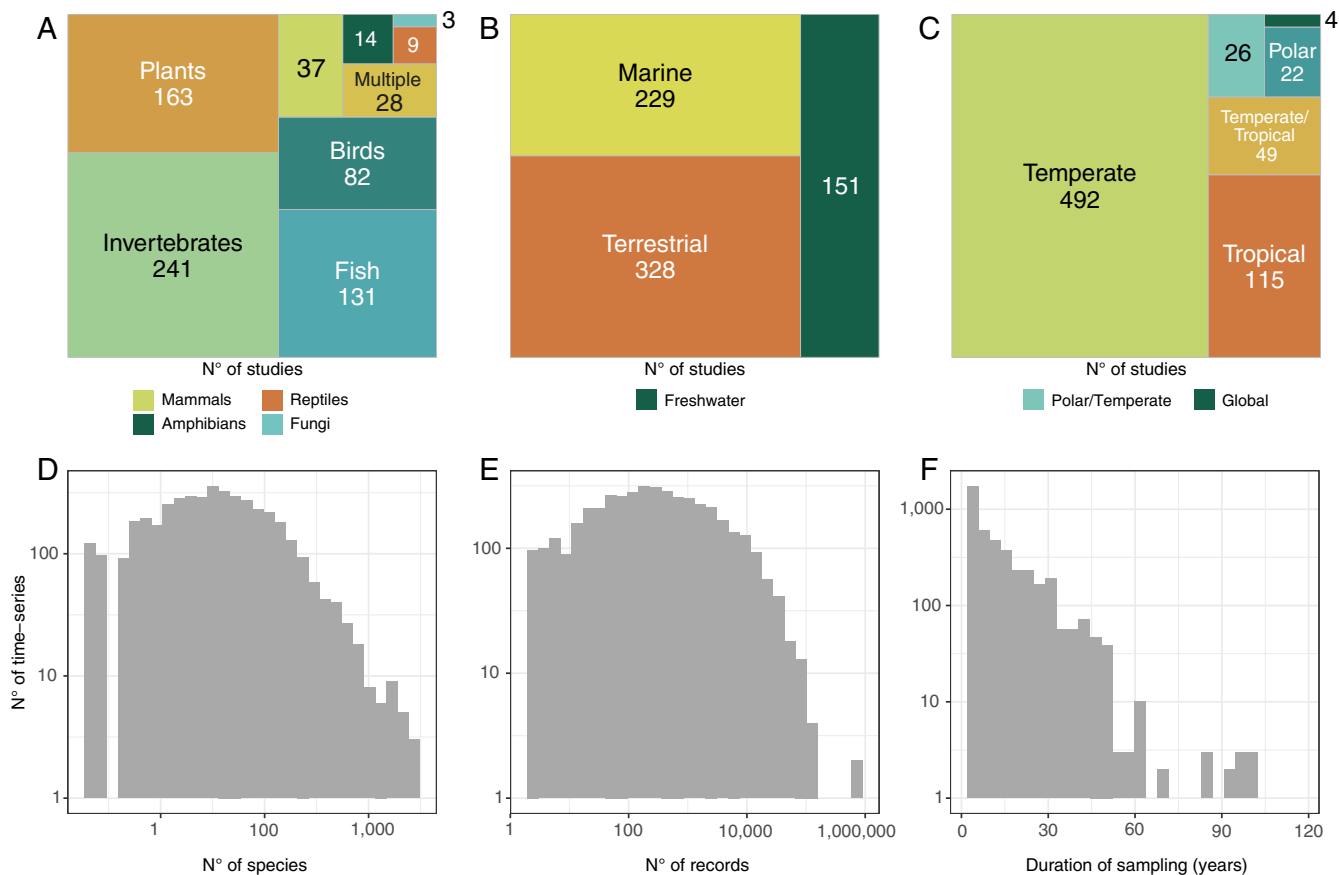 A
Plants
163
37
14
9
3
Multiple
28
Birds
82
Invertebrates
241
Fish
131
N° of studies
Mammals
Reptiles
Amphibians
Fungi
B
Marine
229
151
Terrestrial
328
N° of studies
Freshwater
C
Temperate
492
26
4
Polar
22
Temperate/
Tropical
49
Tropical
115
N° of studies
Polar/Temperate
Global
D
N° of time−series
100
10
1
1
100
1,000
N° of species
E
100
10
1
1
100
10,000
1,000,000
N° of records
F
1,000
100
10
1
0
30
60
90
120
Duration of sampling (years)